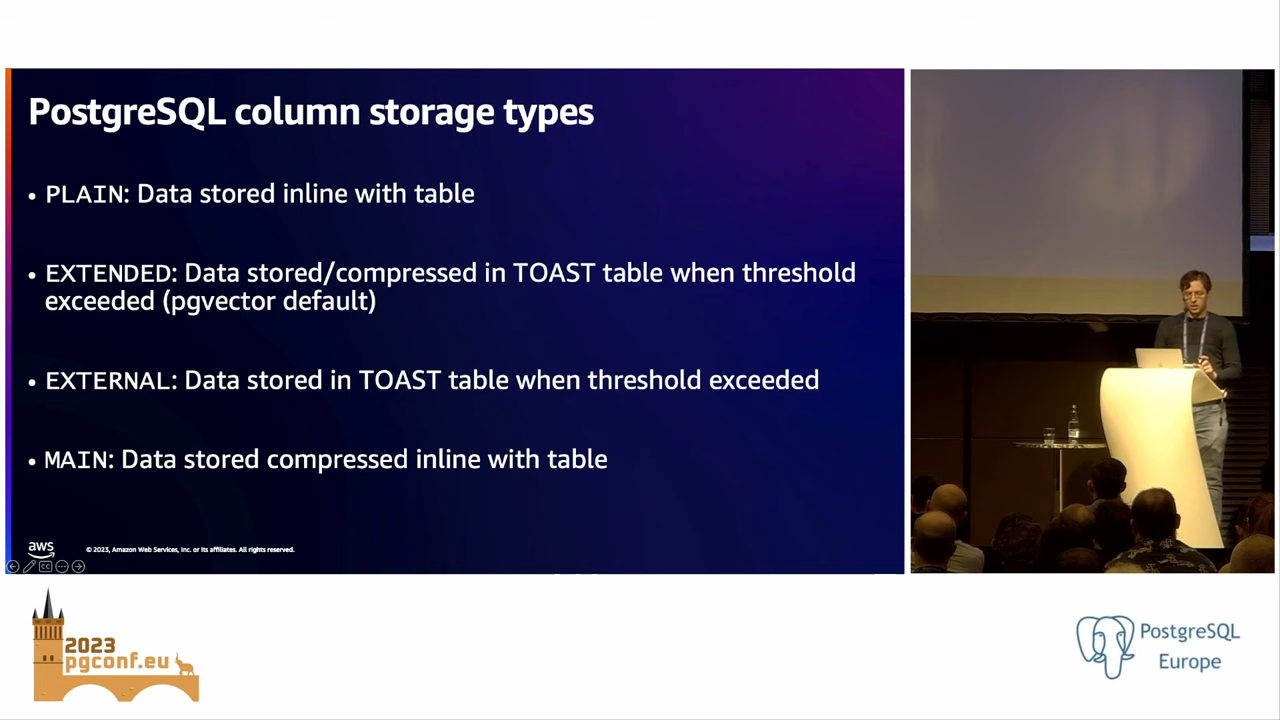 PostgreSQL column storage types
• PLAIN: Data stored inline with table
• EXTENDED: Data stored/compressed in TOAST table when threshold
exceeded (pgvector default)
• EXTERNAL: Data stored in TOAST table when threshold exceeded
• MAIN: Data stored compressed inline with table
aws
© 2023, Amazon Web Services, Inc. or its affiliates. All rights reserved.
2023
pgconf.eu
PostgreSQL
Europe